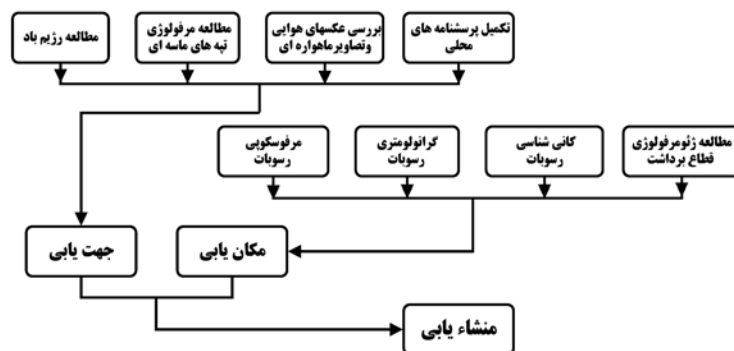 تکمیل پرسشنامه های
محلی
بررسی عکسهای هوایی
وتصاویرماهواره ای
مطالعه مرفولوژی
تپه های ماسه ای
مطالعه رژیم باد
مطالعه ژئومرفولوژی
قطاع برداشت
کانی شناسی
رسوبات
گرانولومتری
رسوبات
مرفوسکوپی
رسوبات
مکان یابی
جهت یابی
منشاء یابی